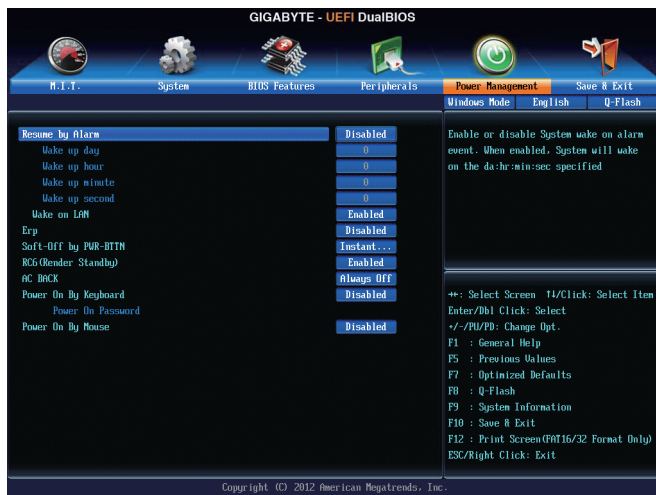 GIGABYTE - UEFI DualBIOS
M.I.T. System BIOS Features Peripherals Power Management Save & Exit
Windows Mode English Q-Flash
Resume by Alarm Disabled
Wake up day 0
Wake up hour 0
Wake up minute 0
Wake up second 0
Wake on LAN Enabled
Erp Disabled
Soft-Off by PWR-BTTN Instant...
RC6(Render Standby) Enabled
AC BACK Always Off
Power On By Keyboard Disabled
Power On Password
Power On By Mouse Disabled
Enable or disable System wake on alarm
event. When enabled, System will wake
on the da:hr:min:sec specified
→←: Select Screen ↑↓/Click: Select Item
Enter/Dbl Click: Select
+/-/PU/PD: Change Opt.
F1 : General Help
F5 : Previous Values
F7 : Optimized Defaults
F8 : Q-Flash
F9 : System Information
F10 : Save & Exit
F12 : Print Screen(FAT16/32 Format Only)
ESC/Right Click: Exit
Copyright (C) 2012 American Megatrends, Inc.